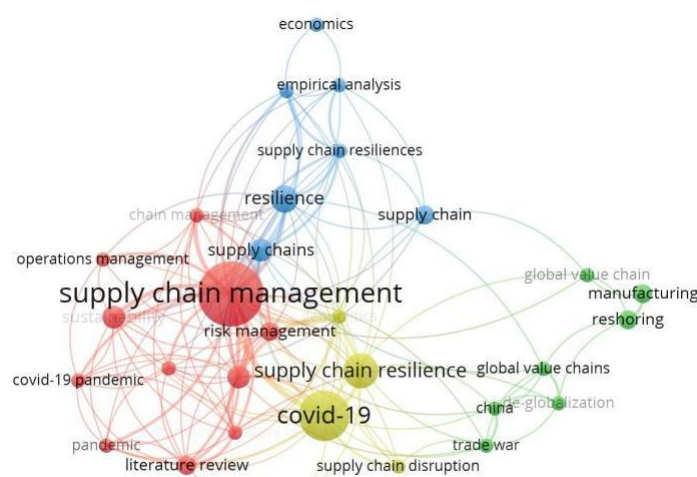 economics
empirical analysis
supply chain resiliences
resilience
chain management
supply chain
supply chains
operations management
global value chain
supply chain management
manufacturing
sustainability
reshoring
risk management
supply chain resilience
global value chains
covid-19 pandemic
china
de-globalization
covid-19
pandemic
trade war
literature review
supply chain disruption